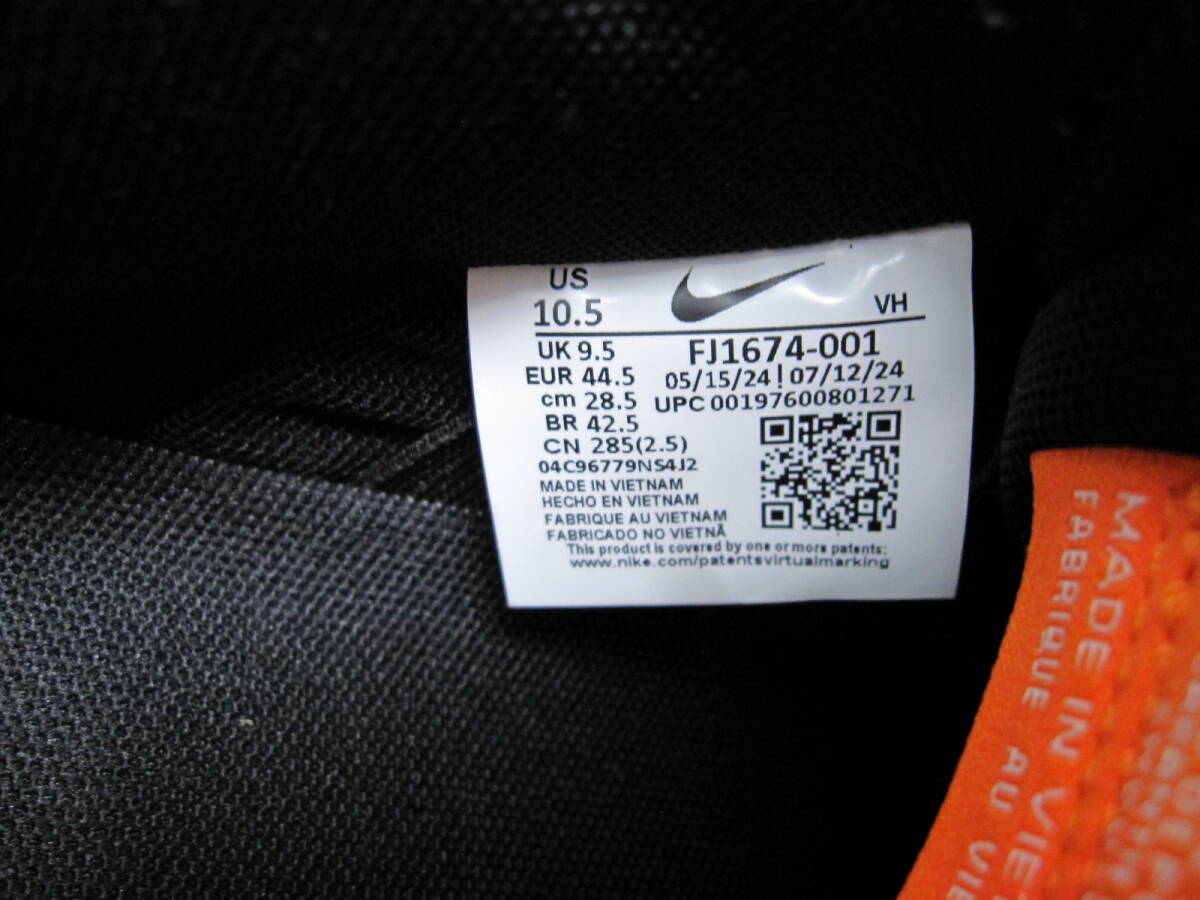 US
10.5
VH
UK 9.5
FJ1674-001
EUR 44.5
05/15/24 | 07/12/24
cm 28.5
UPC 00197600801271
BR 42.5
CN 285(2.5)
04C96779NS4J2
MADE IN VIETNAM
HECHO EN VIETNAM
FABRIQUE AU VIETNAM
FABRICADO NO VIETNÃ
This product is covered by one or more patents:
www.nike.com/patentsvirtualmarking
MADE IN VIET
FABRIQUE AU VIE